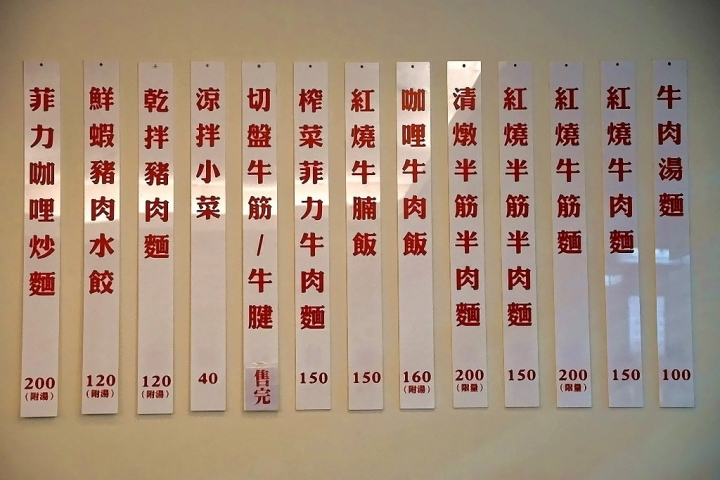 牛肉湯麵
100
紅燒牛肉麵
150
紅燒牛筋麵
200
(限量)
紅燒半筋半肉麵
150
清燉半筋半肉麵
200
(限量)
咖哩牛肉飯
160
(附湯)
紅燒牛腩飯
150
榨菜菲力牛肉麵
150
切盤牛筋/牛腱
售完
涼拌小菜
40
乾拌豬肉麵
120
(附湯)
鮮蝦豬肉水餃
120
(附湯)
菲力咖哩炒麵
200
(附湯)